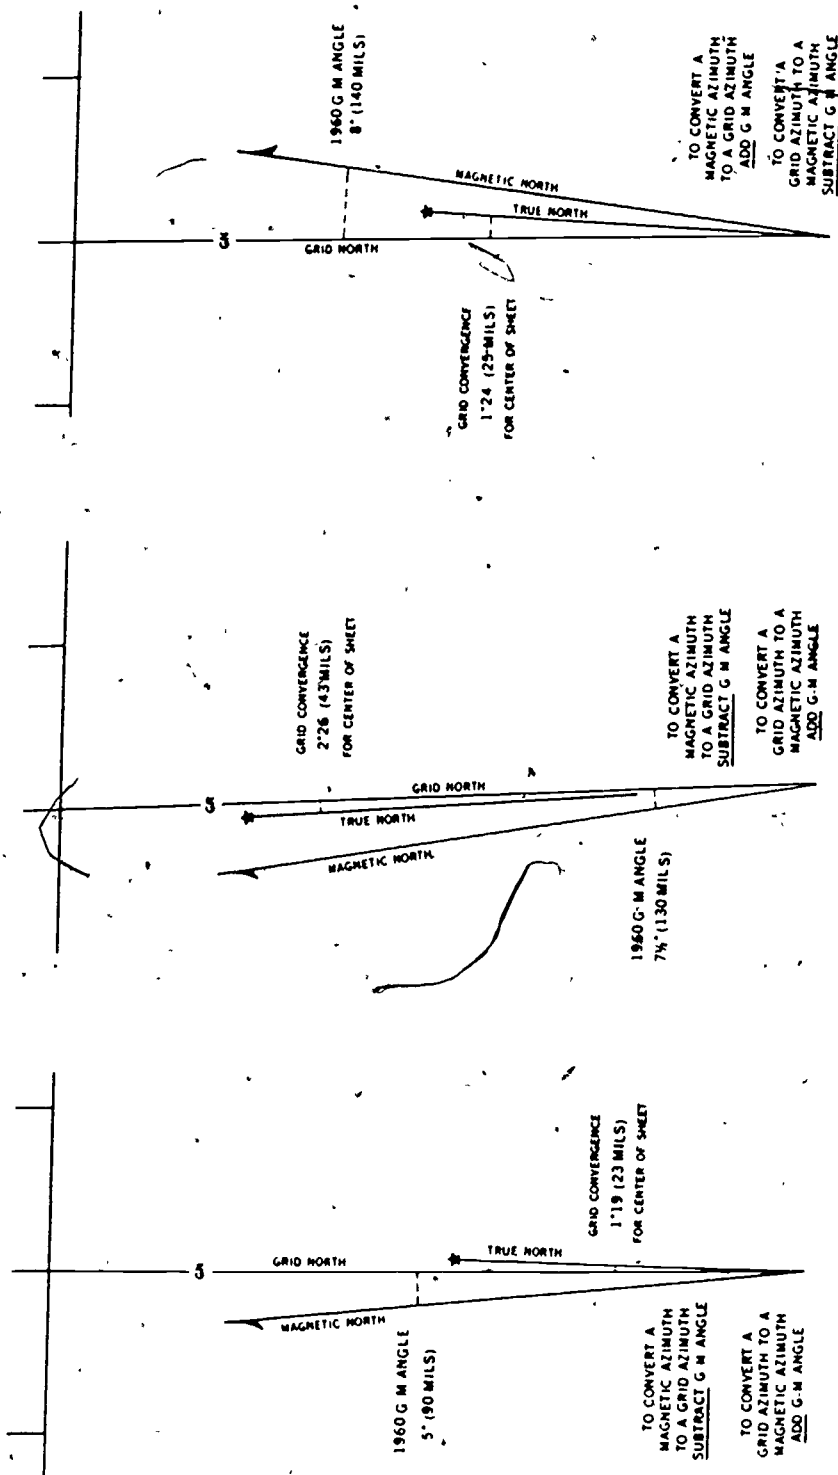 1960 G M ANGLE
8° (140 MILS)
TO CONVERT A
MAGNETIC AZIMUTH
TO A GRID AZIMUTH
ADD G M ANGLE
TO CONVERT A
GRID AZIMUTH TO A
MAGNETIC AZIMUTH
SUBTRACT G M ANGLE
MAGNETIC NORTH
TRUE NORTH
GN
GRID NORTH
GRID CONVERGENCE
1°24 (25 MILS)
FOR CENTER OF SHEET
GRID CONVERGENCE
2°26 (43 MILS)
FOR CENTER OF SHEET
TO CONVERT A
MAGNETIC AZIMUTH
TO A GRID AZIMUTH
SUBTRACT G M ANGLE
TO CONVERT A
GRID AZIMUTH TO A
MAGNETIC AZIMUTH
ADD G-M ANGLE
GRID NORTH
TRUE NORTH
MAGNETIC NORTH
1960 G-M ANGLE
7½° (130 MILS)
GRID CONVERGENCE
1°19 (23 MILS)
FOR CENTER OF SHEET
GRID NORTH
TRUE NORTH
MAGNETIC NORTH
1960 G M ANGLE
5° (90 MILS)
TO CONVERT A
MAGNETIC AZIMUTH
TO A GRID AZIMUTH
SUBTRACT G M ANGLE
TO CONVERT A
GRID AZIMUTH TO A
MAGNETIC AZIMUTH
ADD G-M ANGLE